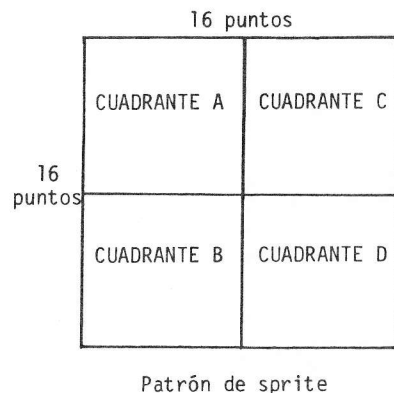 16 puntos
CUADRANTE A
CUADRANTE C
16
puntos
CUADRANTE B
CUADRANTE D
Patrón de sprite